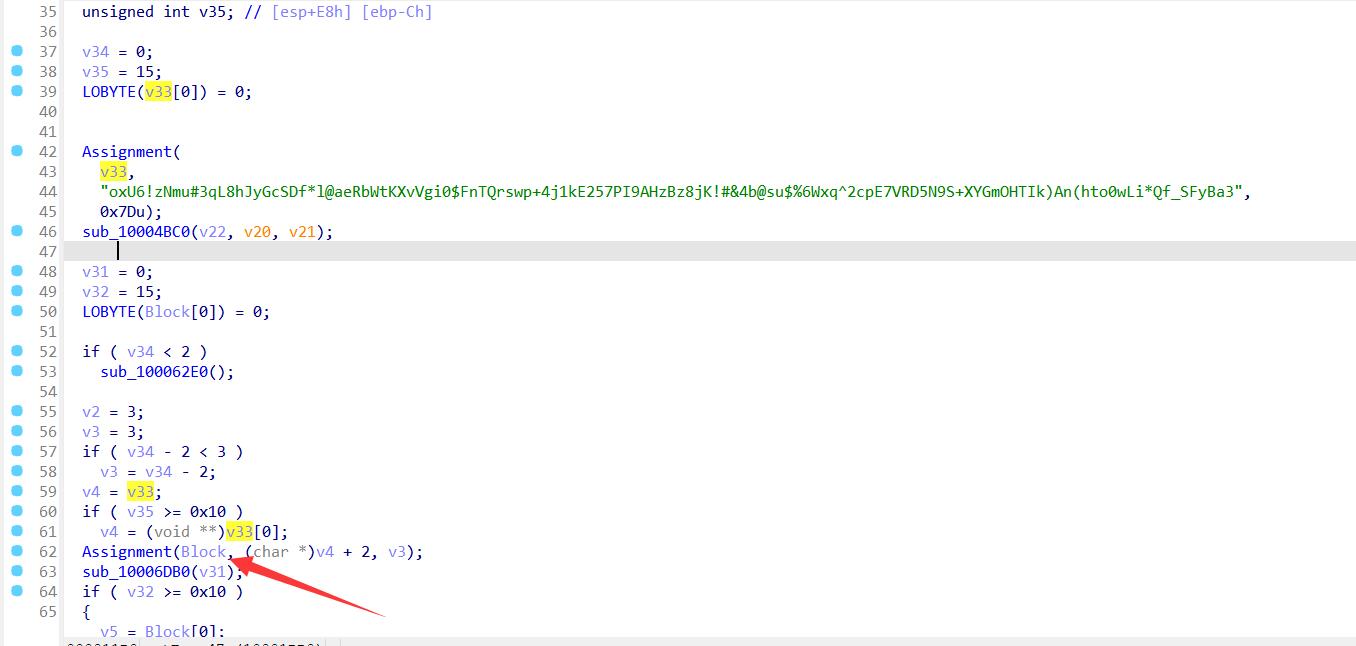 35 unsigned int v35; // [esp+E8h] [ebp-Ch]
36
37 v34 = 0;
38 v35 = 15;
39 LOBYTE(v33[0]) = 0;
40
41
42 Assignment(
43 v33,
44 "oxU6!zNmu#3qL8hJyGcSDf*l@aeRbWtKXvVgi0$FnTQrswp+4j1kE257PI9AHzBz8jK!#&4b@su$%6Wxq^2cpE7VRD5N9S+XYGmOHTIk)An(hto0wLi*Qf_SFyBa3",
45 0x7Du);
46 sub_10004BC0(v22, v20, v21);
47
48 v31 = 0;
49 v32 = 15;
50 LOBYTE(Block[0]) = 0;
51
52 if ( v34 < 2 )
53 sub_100062E0();
54
55 v2 = 3;
56 v3 = 3;
57 if ( v34 - 2 < 3 )
58 v3 = v34 - 2;
59 v4 = v33;
60 if ( v35 >= 0x10 )
61 v4 = (void **)v33[0];
62 Assignment(Block, (char *)v4 + 2, v3);
63 sub_10006DB0(v31);
64 if ( v32 >= 0x10 )
65 {
v5 = Block[0];